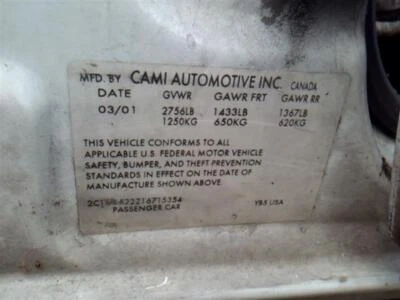 MFD. BY CAMI AUTOMOTIVE INC. CANADA
DATE GVWR GAWR FRT GAWR RR
03/01 2756LB 1433LB 1367LB
1250KG 650KG 620KG
THIS VEHICLE CONFORMS TO ALL
APPLICABLE U.S. FEDERAL MOTOR VEHICLE
SAFETY, BUMPER, AND THEFT PREVENTION
STANDARDS IN EFFECT ON THE DATE OF
MANUFACTURE SHOWN ABOVE.
YB5 USA
PASSENGER CAR